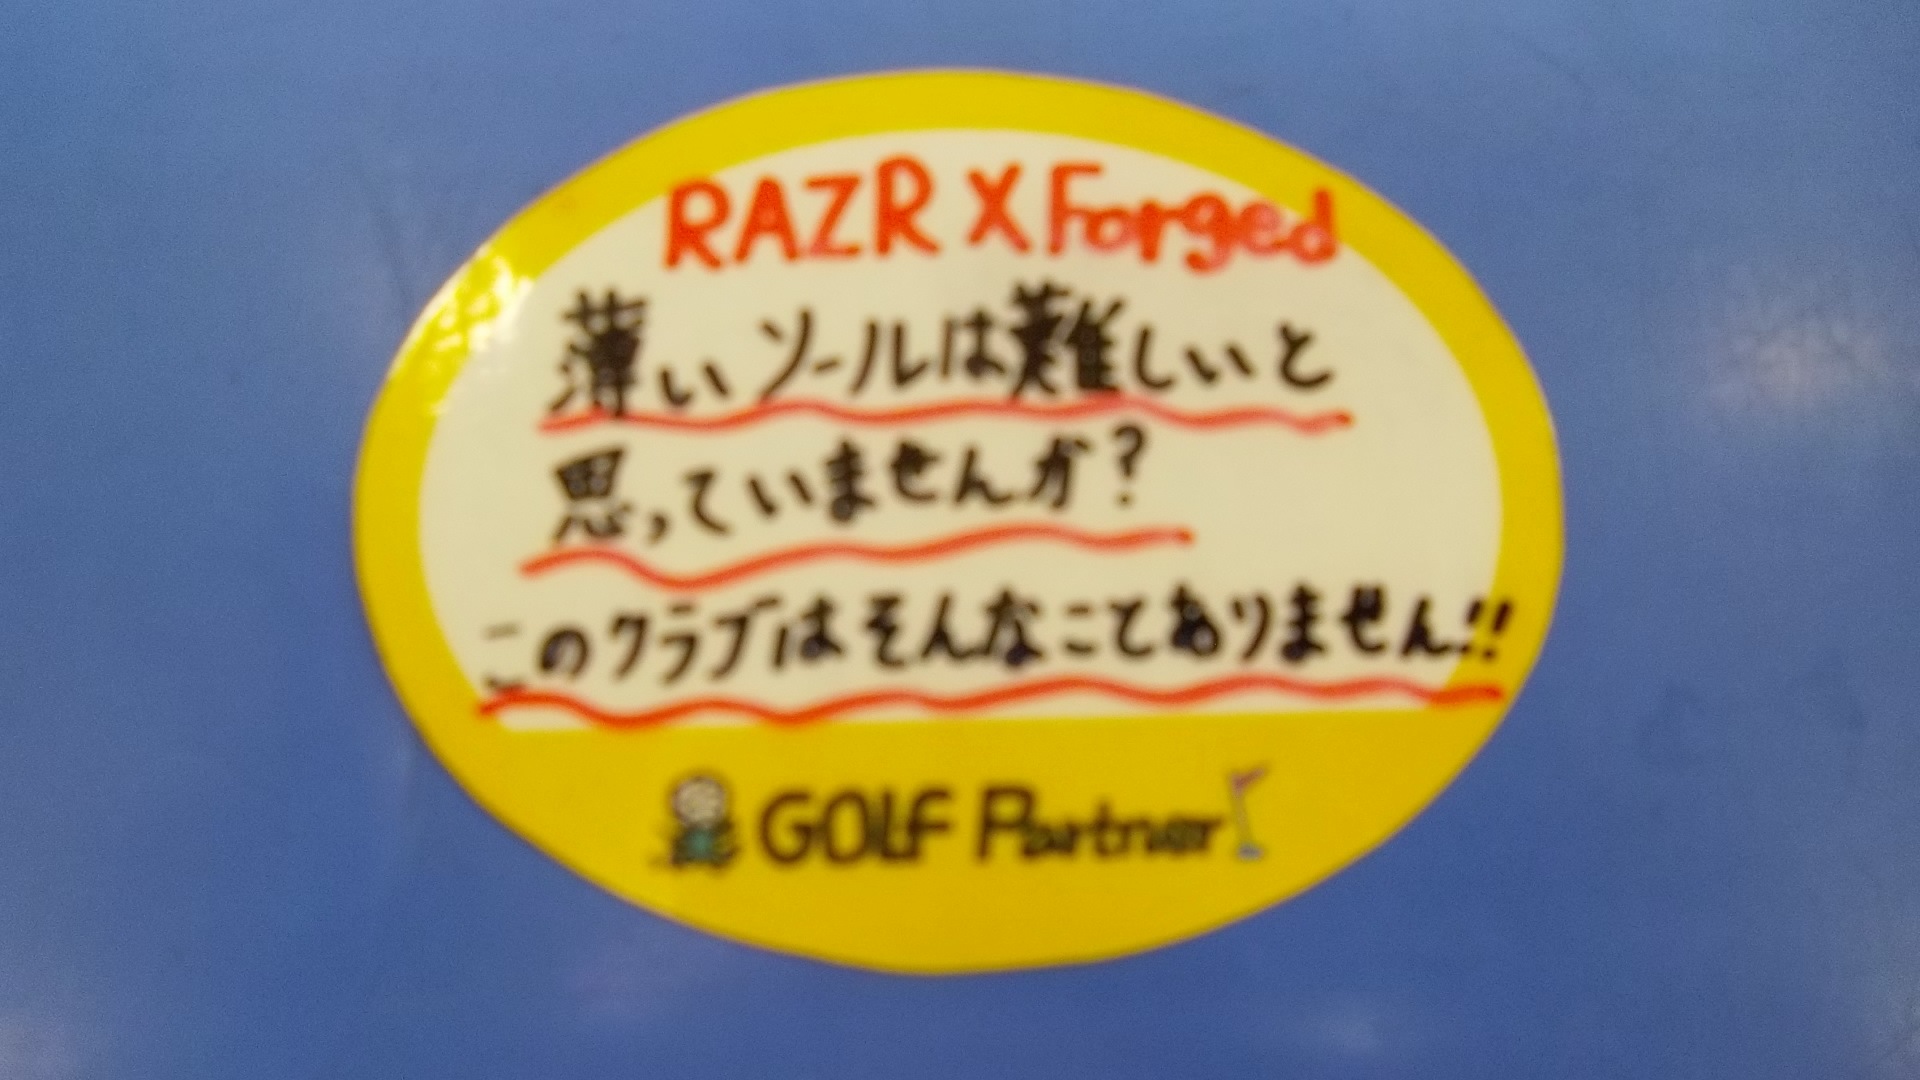 RAZR X Forged
薄いソールは難しいと
思っていませんか?
このクラブはそんなことありません!!
GOLF Partner